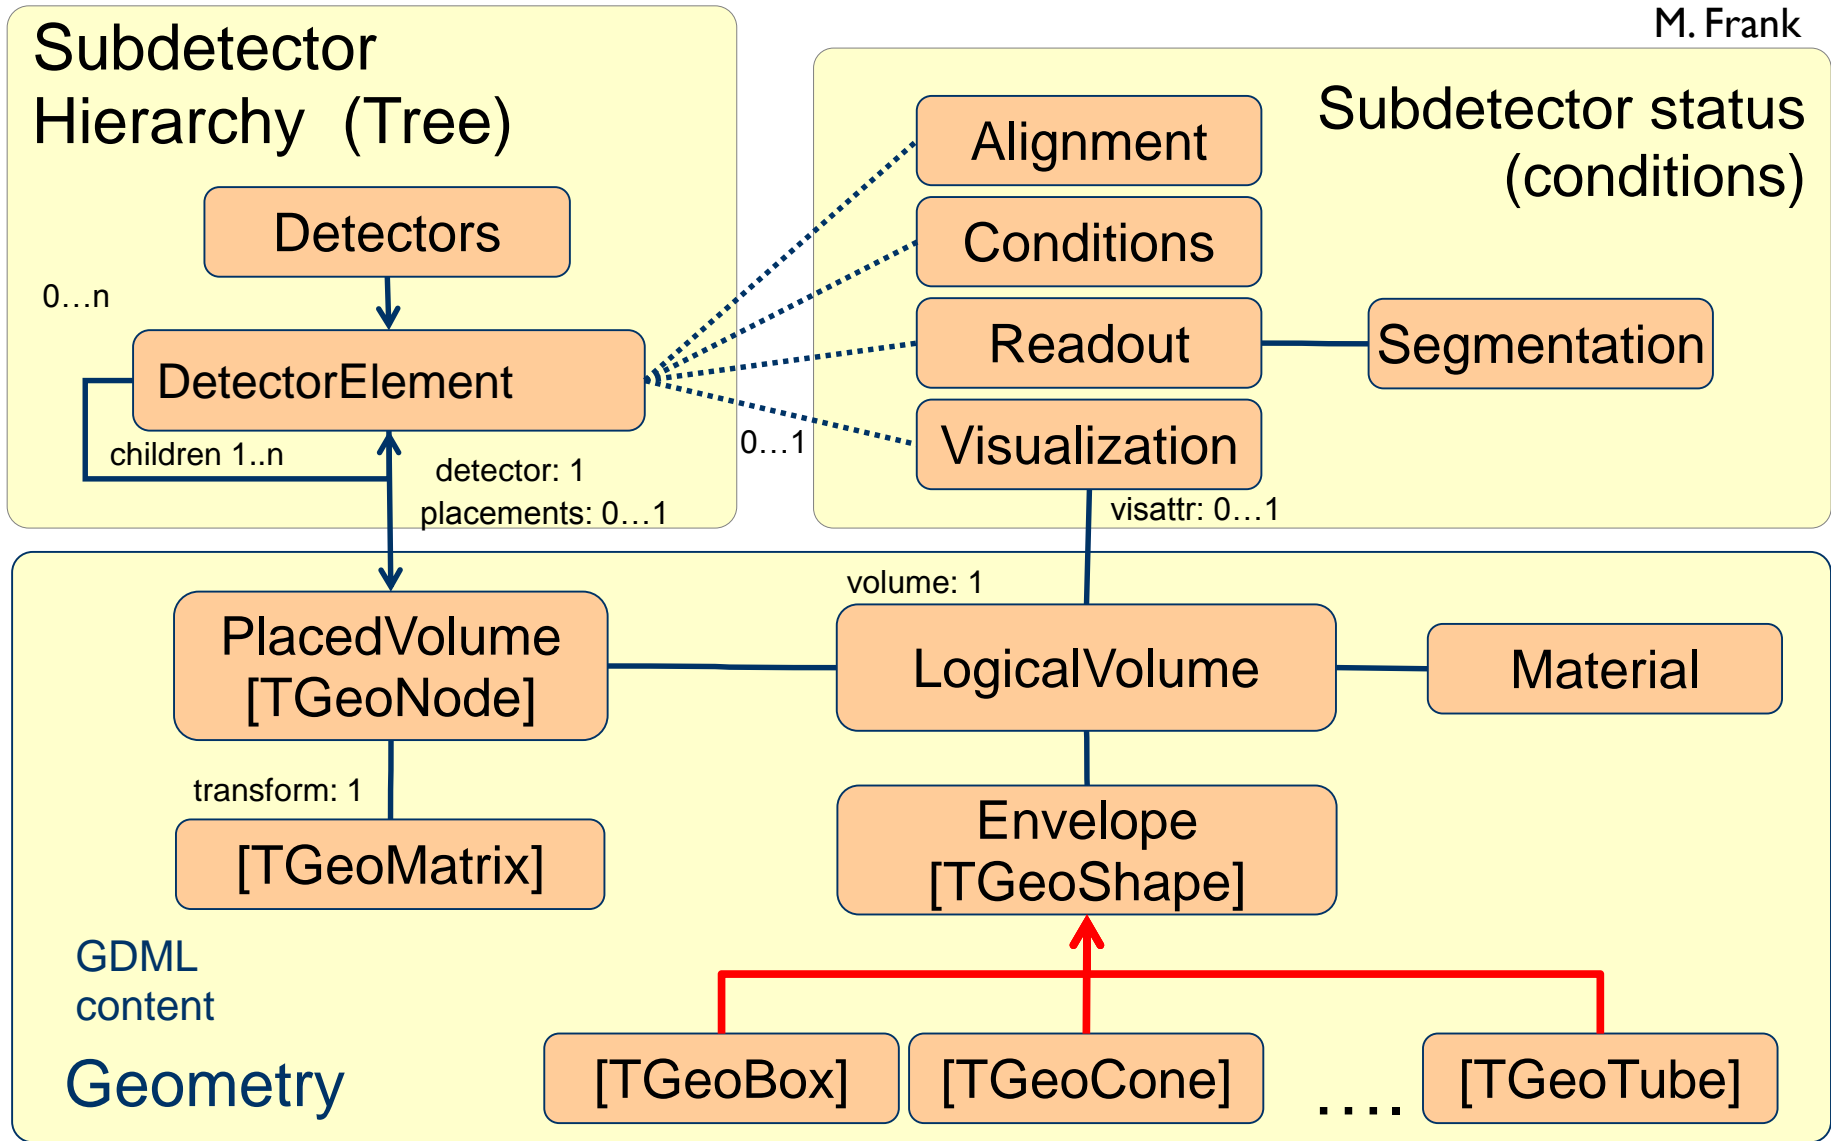 M. Frank
Subdetector
Hierarchy (Tree)
Detectors
0…n
DetectorElement
children 1..n
detector: 1
placements: 0…1
0…1
Subdetector status
(conditions)
Alignment
Conditions
Readout
Segmentation
Visualization
visattr: 0…1
volume: 1
PlacedVolume
[TGeoNode]
LogicalVolume
Material
transform: 1
[TGeoMatrix]
Envelope
[TGeoShape]
GDML
content
Geometry
[TGeoBox]
[TGeoCone]
….
[TGeoTube]